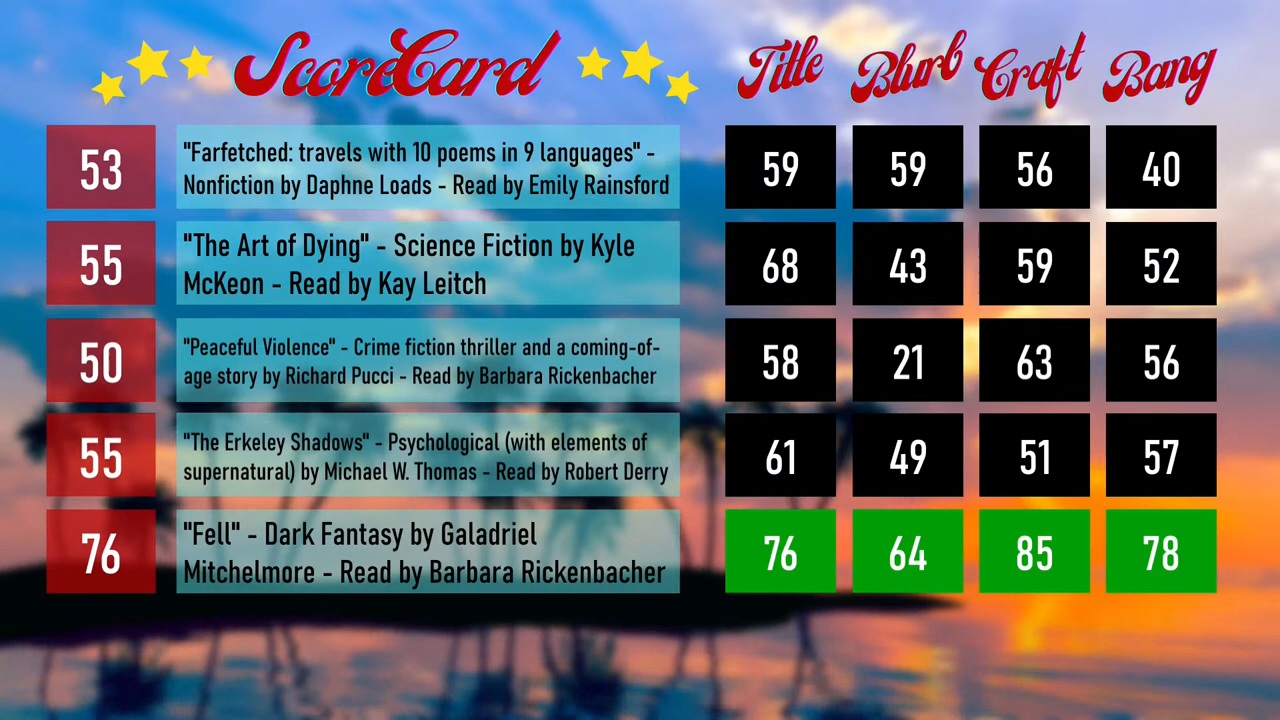 ScoreCard Title Blurb Craft Bang
53 "Farfetched: travels with 10 poems in 9 languages" - 59 59 56 40
Nonfiction by Daphne Loads - Read by Emily Rainsford
55 "The Art of Dying" - Science Fiction by Kyle 68 43 59 52
McKeon - Read by Kay Leitch
50 "Peaceful Violence" - Crime fiction thriller and a coming-of- 58 21 63 56
age story by Richard Pucci - Read by Barbara Rickenbacher
55 "The Erkeley Shadows" - Psychological (with elements of 61 49 51 57
supernatural) by Michael W. Thomas - Read by Robert Derry
76 "Fell" - Dark Fantasy by Galadriel 76 64 85 78
Mitchelmore - Read by Barbara Rickenbacher